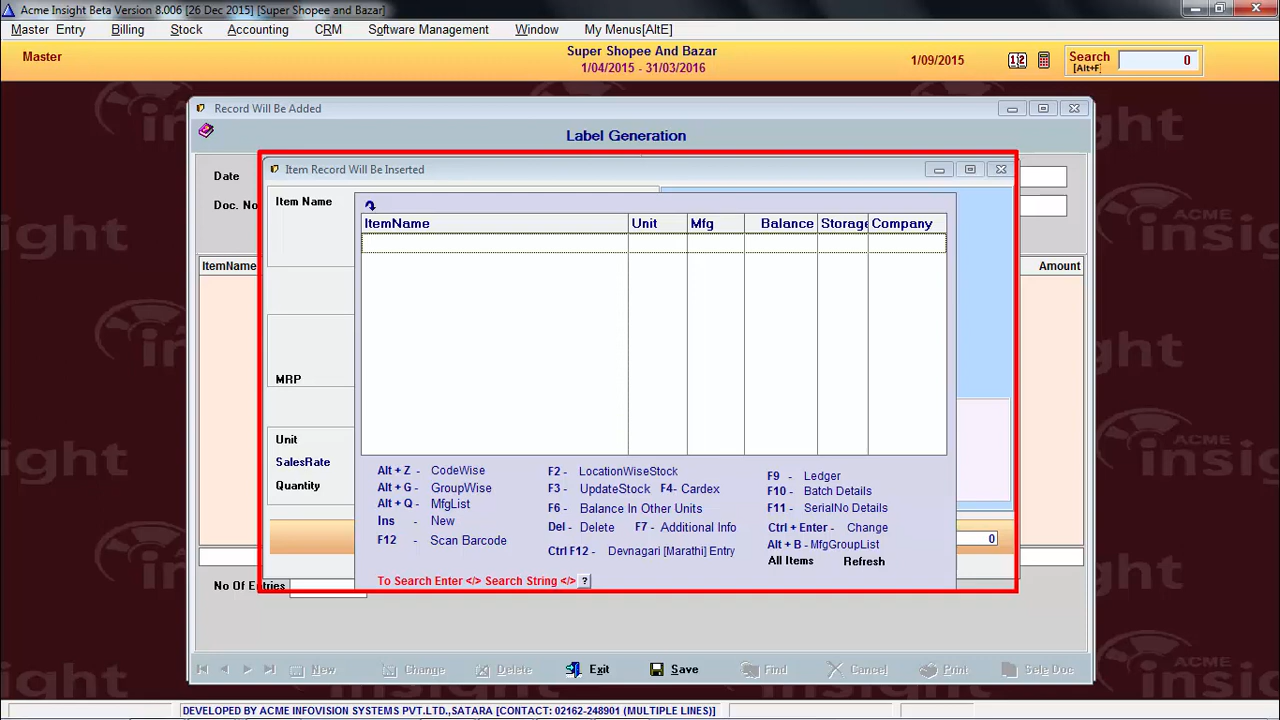 Acme Insight Beta Version 8.006 [26 Dec 2015] [Super Shopee and Bazar]
Master Entry Billing Stock Accounting CRM Software Management Window My Menus[AltE]
Master
Super Shopee And Bazar
1/04/2015 - 31/03/2016
1/09/2015
12
Search
[Alt+F]
0
Record Will Be Added
Label Generation
Date
Doc. No
ItemName
Amount
Item Record Will Be Inserted
Item Name
MRP
Unit
SalesRate
Quantity
0
ItemName Unit Mfg Balance Storage Company
Alt + Z - CodeWise
Alt + G - GroupWise
Alt + Q - MfgList
Ins - New
F12 Scan Barcode
F2 - LocationWiseStock
F3 - UpdateStock F4- Cardex
F6 - Balance In Other Units
Del - Delete F7 - Additional Info
Ctrl F12 - Devnagari [Marathi] Entry
F9 - Ledger
F10 - Batch Details
F11 - SerialNo Details
Ctrl + Enter - Change
Alt + B - MfgGroupList
All Items Refresh
To Search Enter </> Search String </> ?
No Of Entries
New Change Delete Exit Save Find Cancel Print Sele Doc
DEVELOPED BY ACME INFOVISION SYSTEMS PVT.LTD.,SATARA [CONTACT: 02162-248901 (MULTIPLE LINES)]
ACME
insight